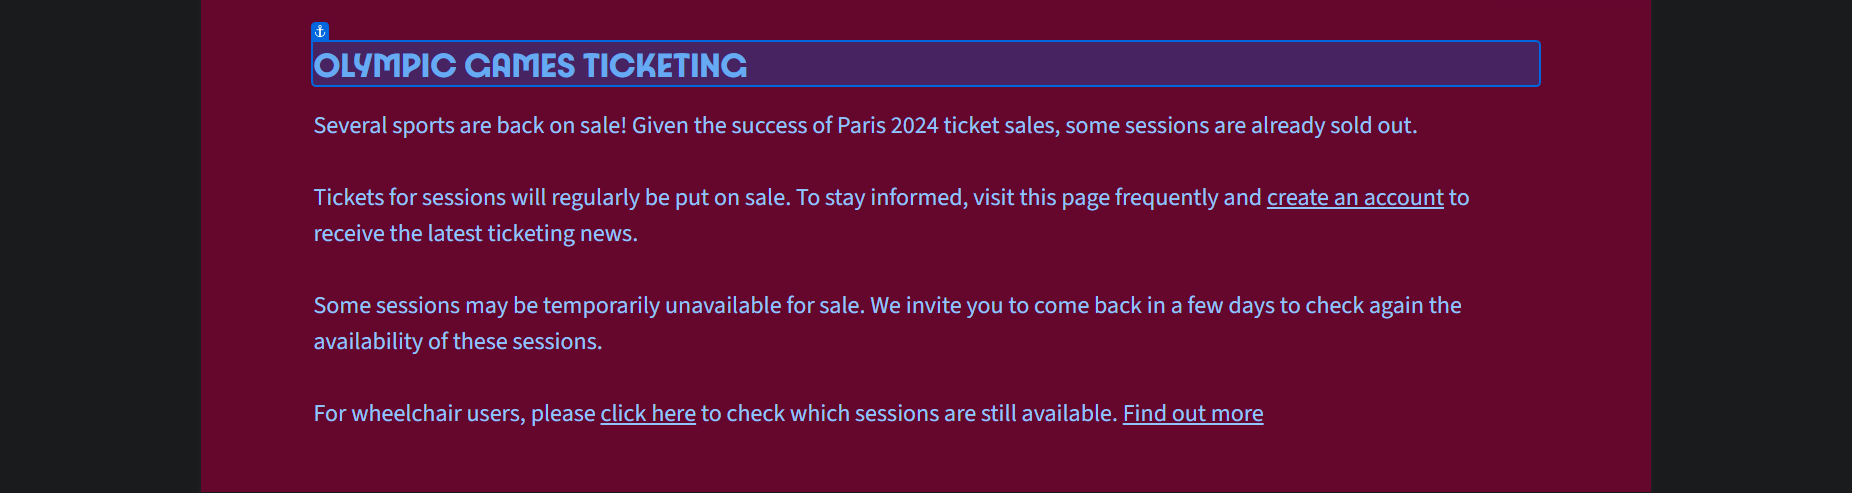 OLYMPIC GAMES TICKETING
Several sports are back on sale! Given the success of Paris 2024 ticket sales, some sessions are already sold out.
Tickets for sessions will regularly be put on sale. To stay informed, visit this page frequently and create an account to
receive the latest ticketing news.
Some sessions may be temporarily unavailable for sale. We invite you to come back in a few days to check again the
availability of these sessions.
For wheelchair users, please click here to check which sessions are still available. Find out more